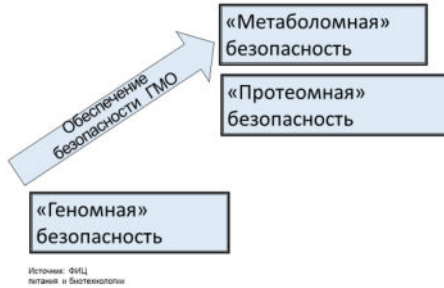 «Метаболомная»
безопасность
«Протеомная»
безопасность
Обеспечение
безопасности ГМО
«Геномная»
безопасность
Источник: ФИЦ
питания и биотехнологии